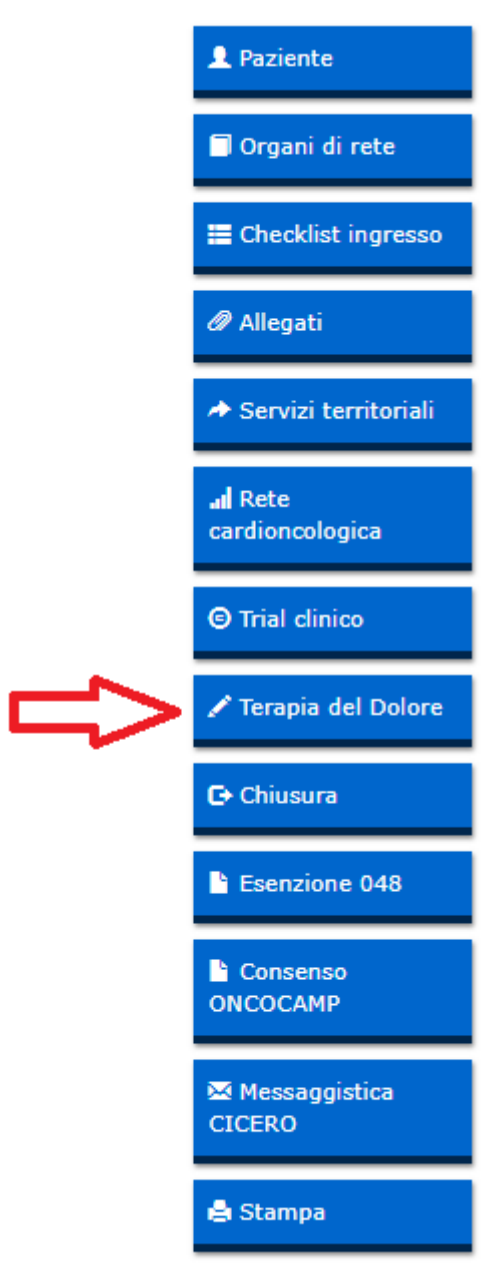 Paziente
Organi di rete
Checklist ingresso
Allegati
Servizi territoriali
Rete
cardioncologica
Trial clinico
Terapia del Dolore
Chiusura
Esenzione 048
Consenso
ONCOCAMP
Messaggistica
CICERO
Stampa